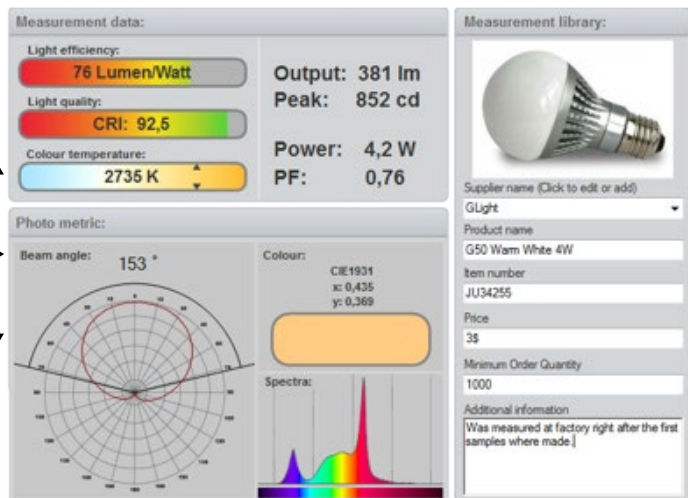 Measurement data:
Light efficiency:
76 Lumen/Watt
Light quality:
CRI: 92,5
Colour temperature:
2735 K
Output: 381 lm
Peak: 852 cd
Power: 4,2 W
PF: 0,76
Photo metric:
Beam angle:
153 °
Colour:
CIE1931
x: 0,435
y: 0,369
Spectra:
Measurement library:
Supplier name (Click to edit or add)
GLight
Product name
G50 Warm White 4W
Item number
JU34255
Price
3$
Minimum Order Quantity
1000
Additional information
Was measured at factory right after the first
samples where made.